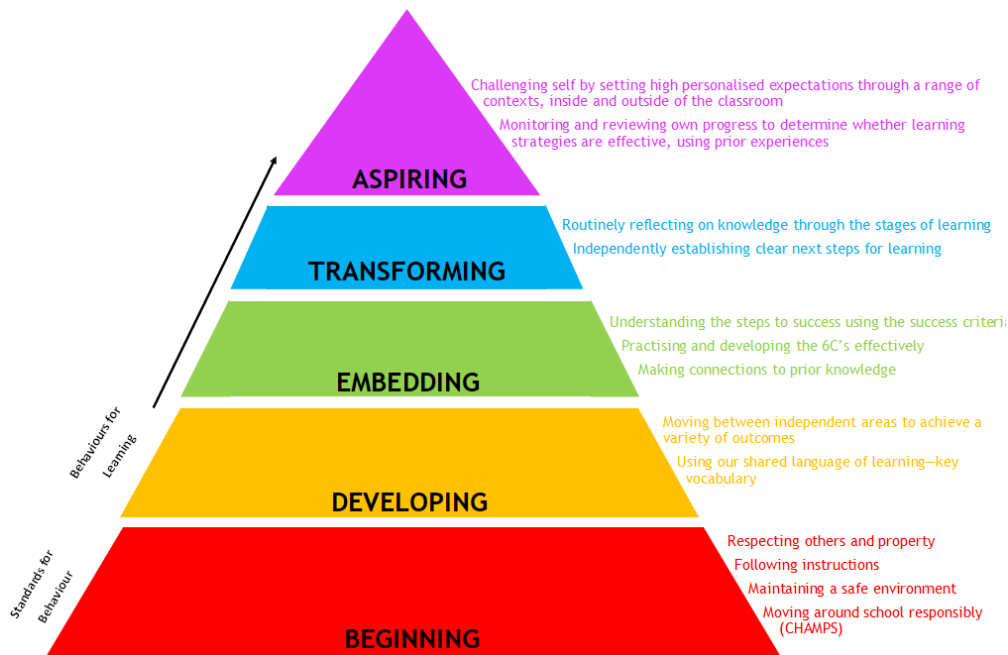 Challenging self by setting high personalised expectations through a range of
contexts, inside and outside of the classroom
Monitoring and reviewing own progress to determine whether learning
strategies are effective, using prior experiences
ASPIRING
Routinely reflecting on knowledge through the stages of learning
Independently establishing clear next steps for learning
TRANSFORMING
Understanding the steps to success using the success criteria
Practising and developing the 6C's effectively
Making connections to prior knowledge
EMBEDDING
Behaviours for
Learning
Moving between independent areas to achieve a
variety of outcomes
Using our shared language of learning—key
vocabulary
DEVELOPING
Standards for
Behaviour
Respecting others and property
Following instructions
Maintaining a safe environment
Moving around school responsibly
(CHAMPS)
BEGINNING